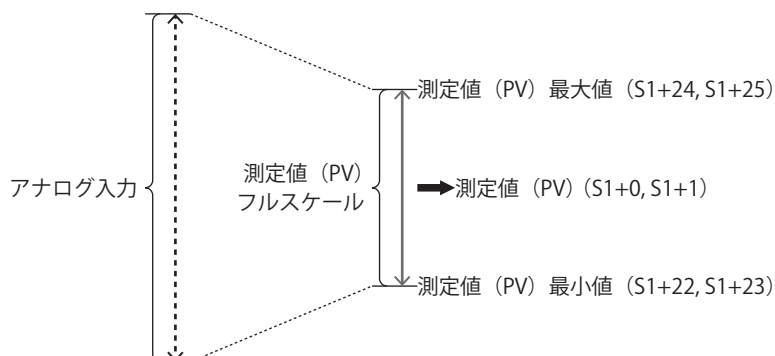 測定値（PV）最大値（S1+24, S1+25）
アナログ入力
測定値（PV）
フルスケール
測定値（PV）（S1+0, S1+1）
測定値（PV）最小値（S1+22, S1+23）